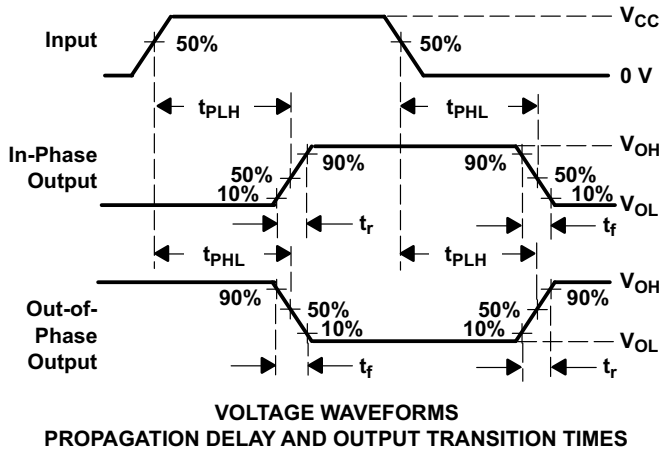 Input
50%
50%
VCC
0 V
tPLH
tPHL
In-Phase
Output
50%
10%
90%
90%
50%
10%
VOH
VOL
tr
tf
tPHL
tPLH
Out-of-
Phase
Output
90%
50%
10%
50%
10%
90%
VOH
VOL
tf
tr
VOLTAGE WAVEFORMS
PROPAGATION DELAY AND OUTPUT TRANSITION TIMES